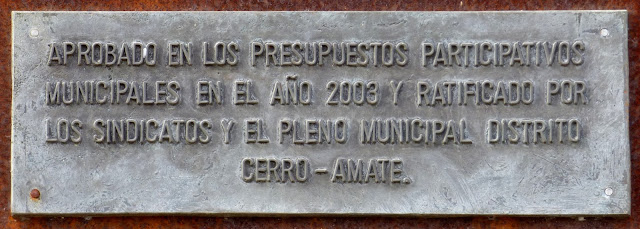 APROBADO EN LOS PRESUPUESTOS PARTICIPATIVOS
MUNICIPALES EN EL AÑO 2003 Y RATIFICADO POR
LOS SINDICATOS Y EL PLENO MUNICIPAL DISTRITO
CERRO-AMATE.